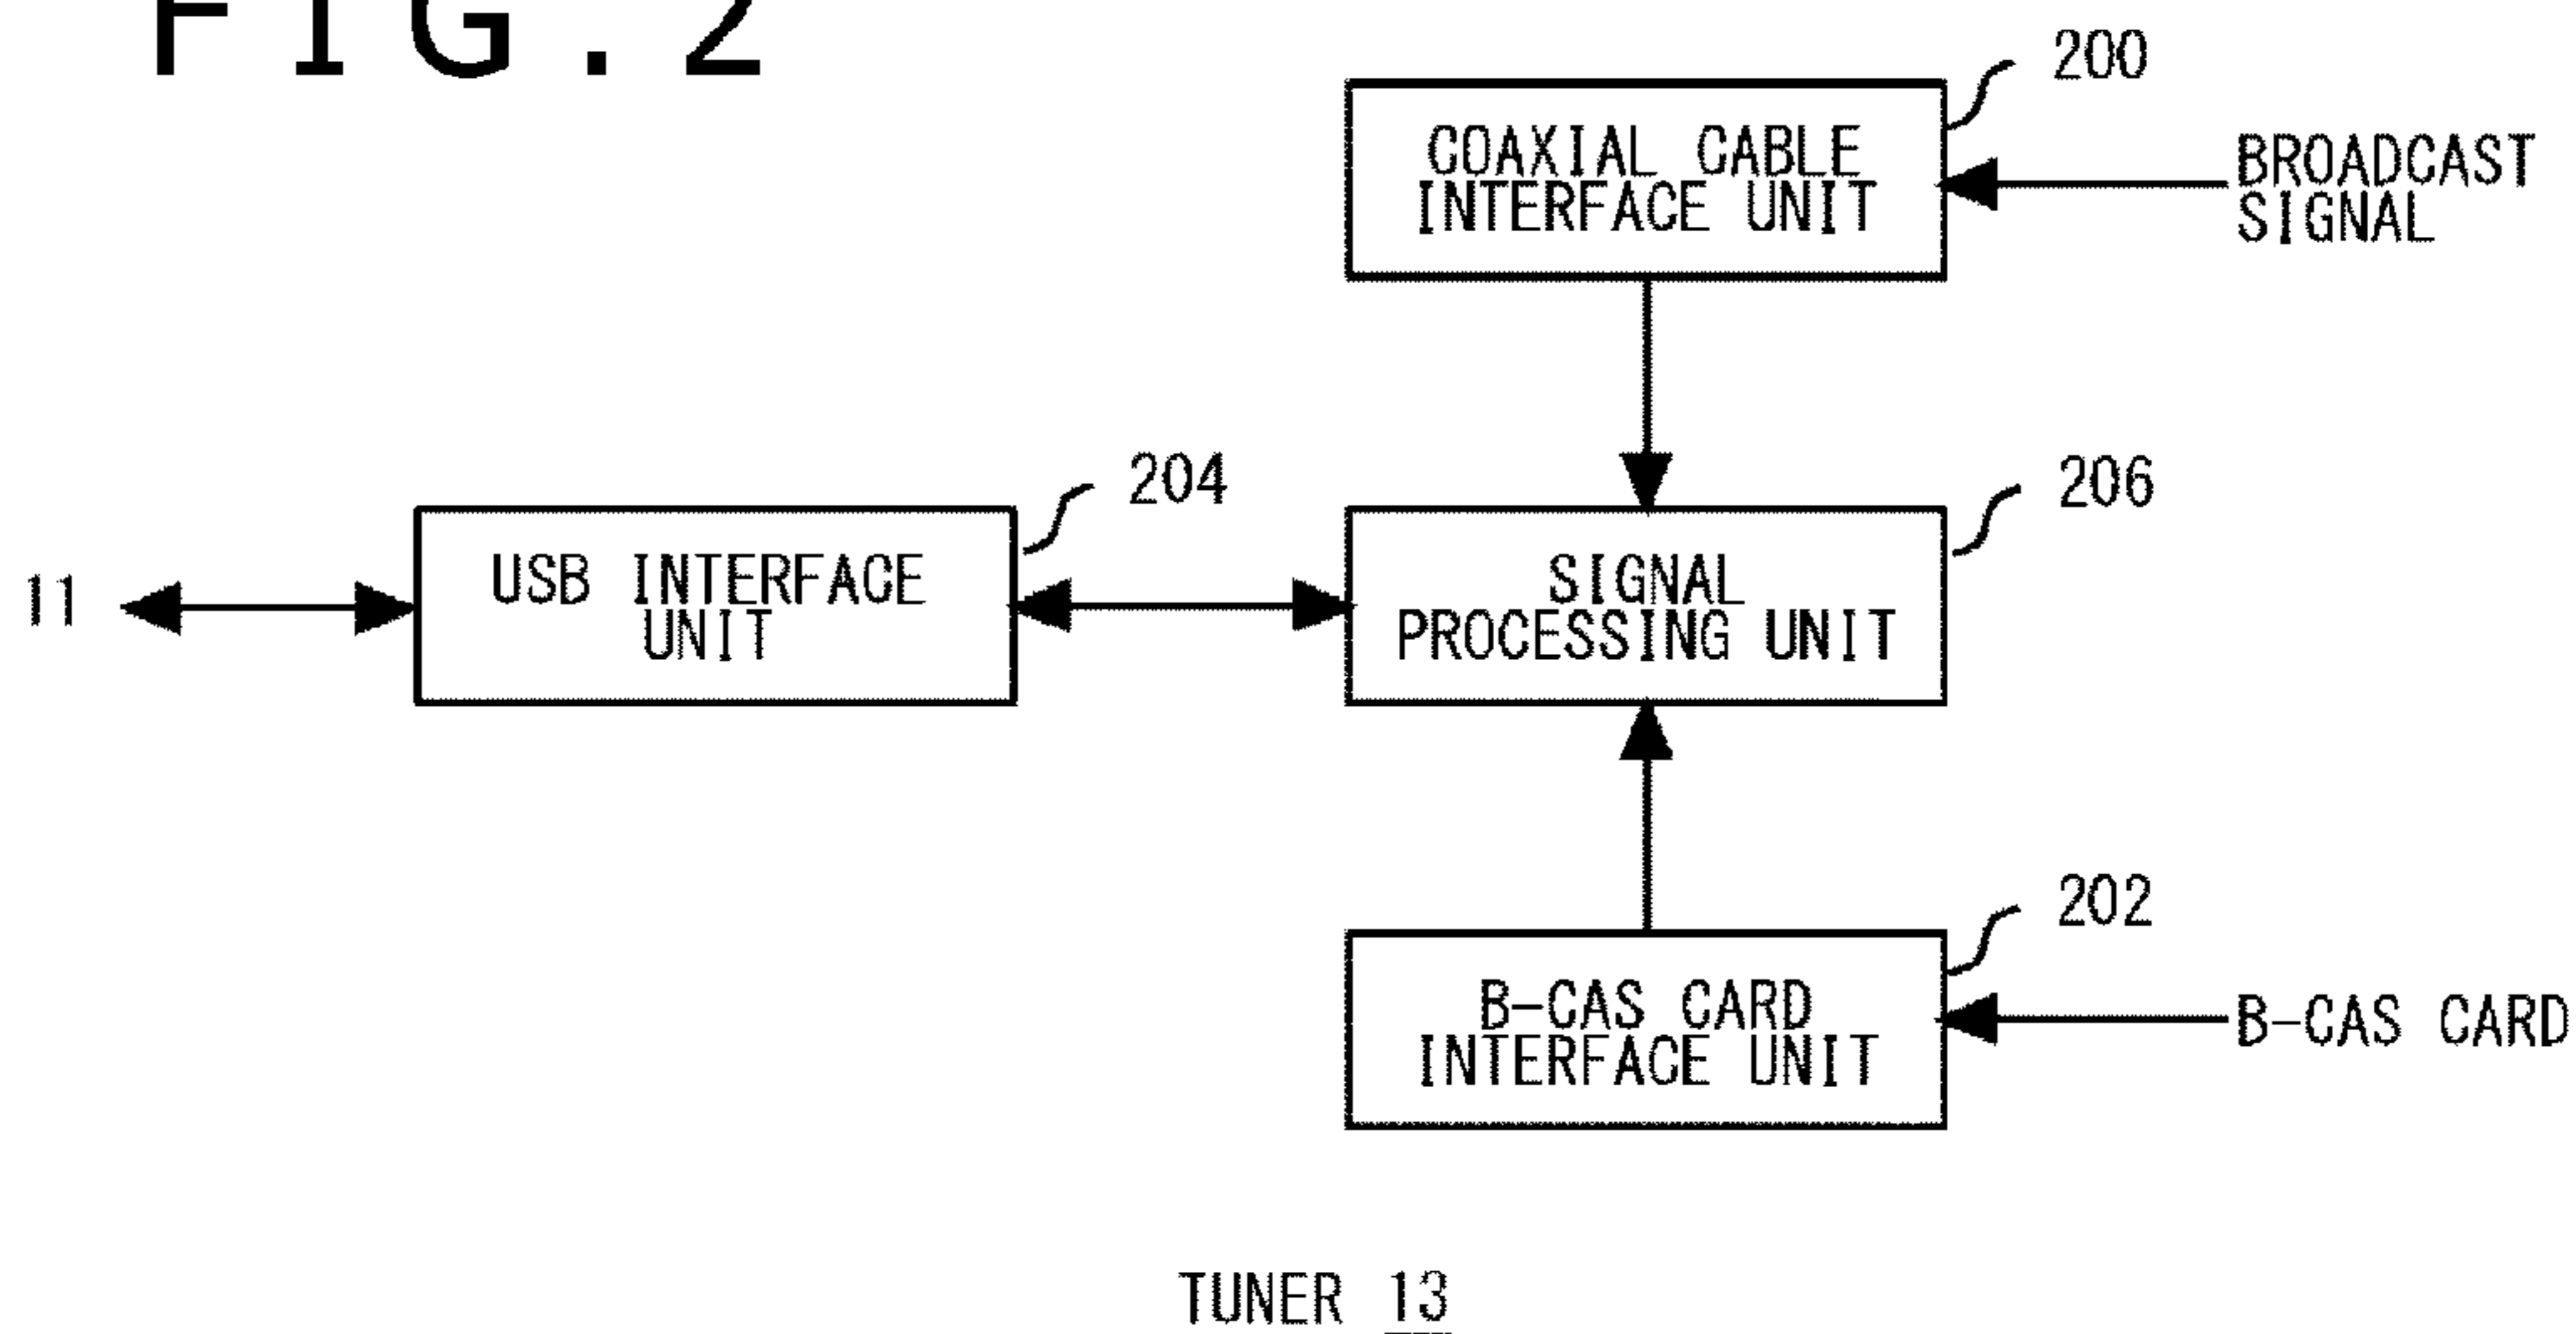 FIG.2
200
COAXIAL CABLE
INTERFACE UNIT
BROADCAST
SIGNAL
204
206
11
USB INTERFACE
UNIT
SIGNAL
PROCESSING UNIT
202
B-CAS CARD
INTERFACE UNIT
B-CAS CARD
TUNER 13